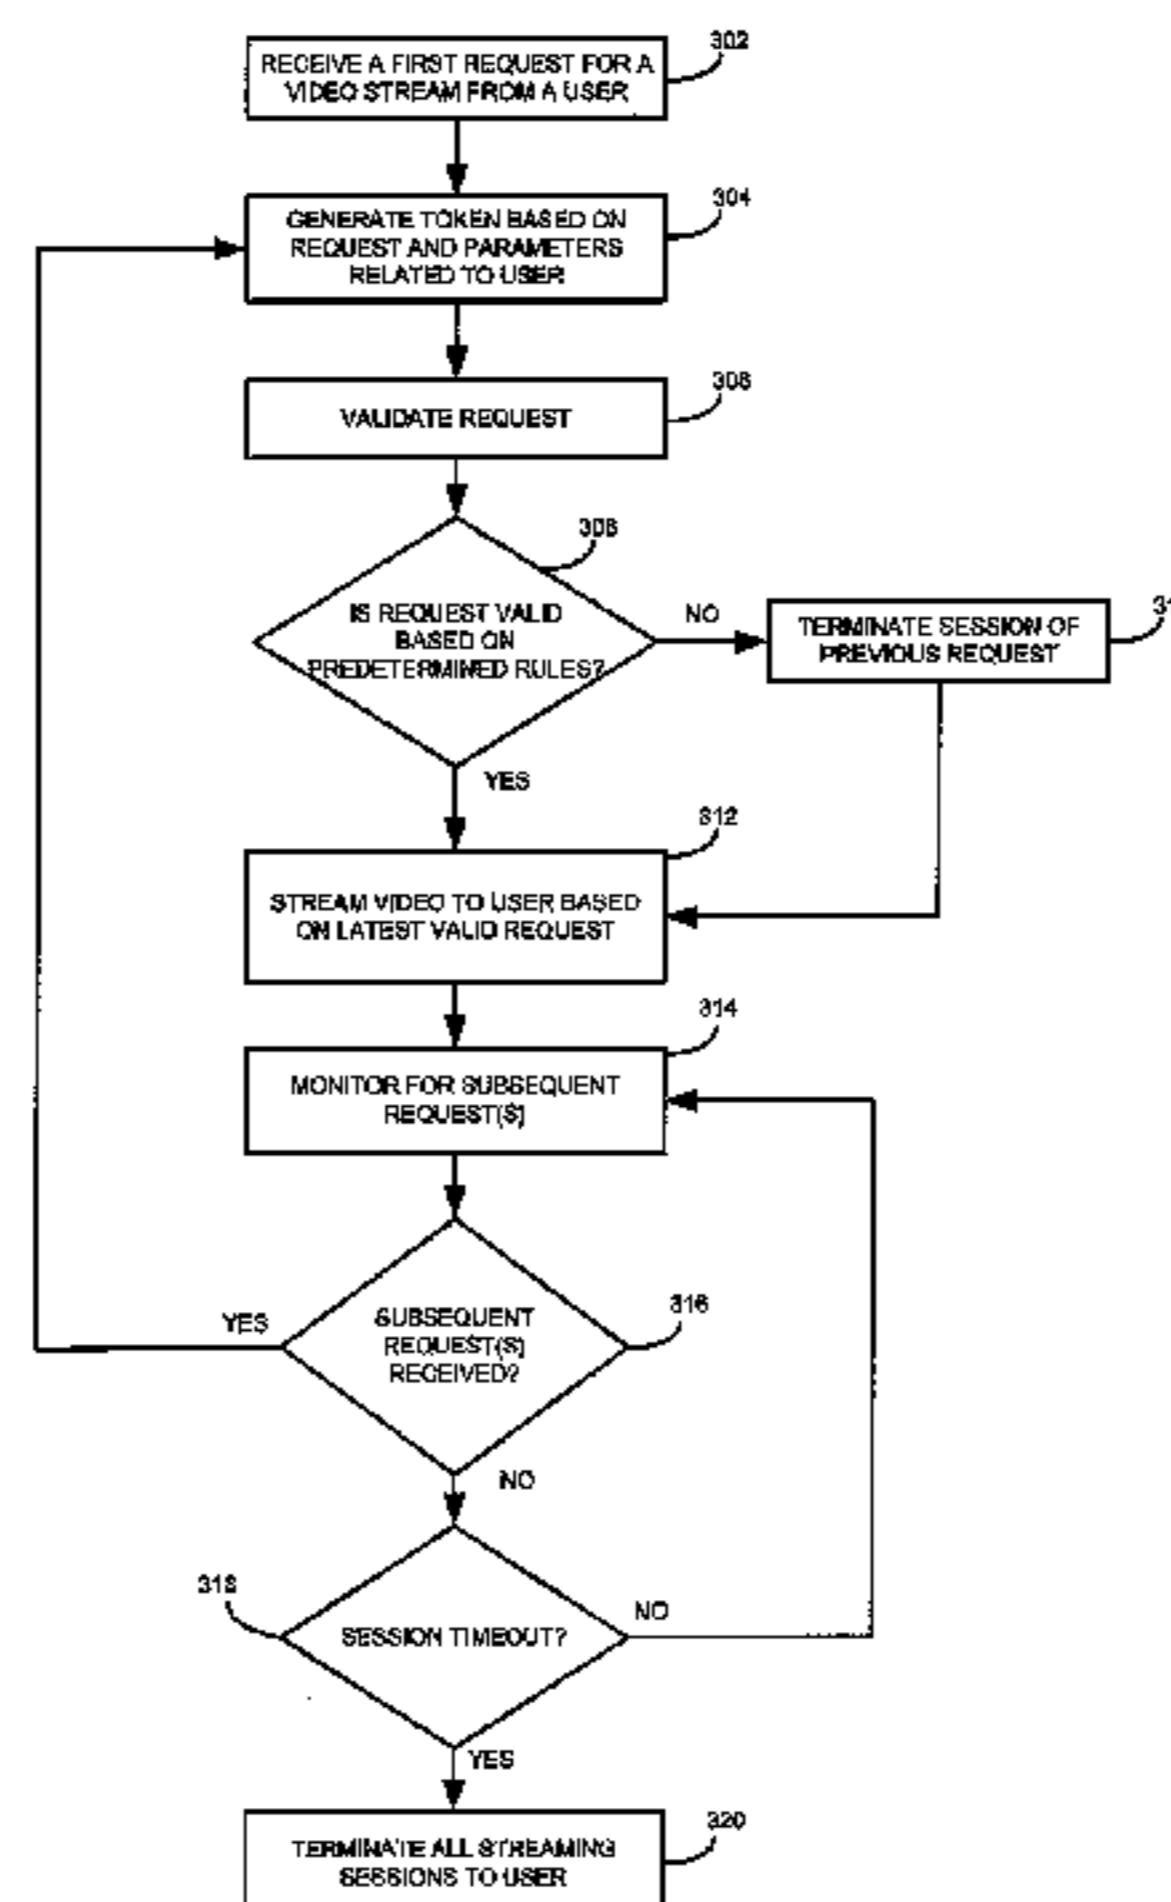 302
RECEIVE A FIRST REQUEST FOR A
VIDEO STREAM FROM A USER
304
GENERATE TOKEN BASED ON
REQUEST AND PARAMETERS
RELATED TO USER
306
VALIDATE REQUEST
308
IS REQUEST VALID
BASED ON
PREDETERMINED RULES?
NO
TERMINATE SESSION OF
PREVIOUS REQUEST
YES
312
STREAM VIDEO TO USER BASED
ON LATEST VALID REQUEST
314
MONITOR FOR SUBSEQUENT
REQUEST(S)
316
YES
SUBSEQUENT
REQUEST(S)
RECEIVED?
NO
318
SESSION TIMEOUT?
NO
YES
320
TERMINATE ALL STREAMING
SESSIONS TO USER